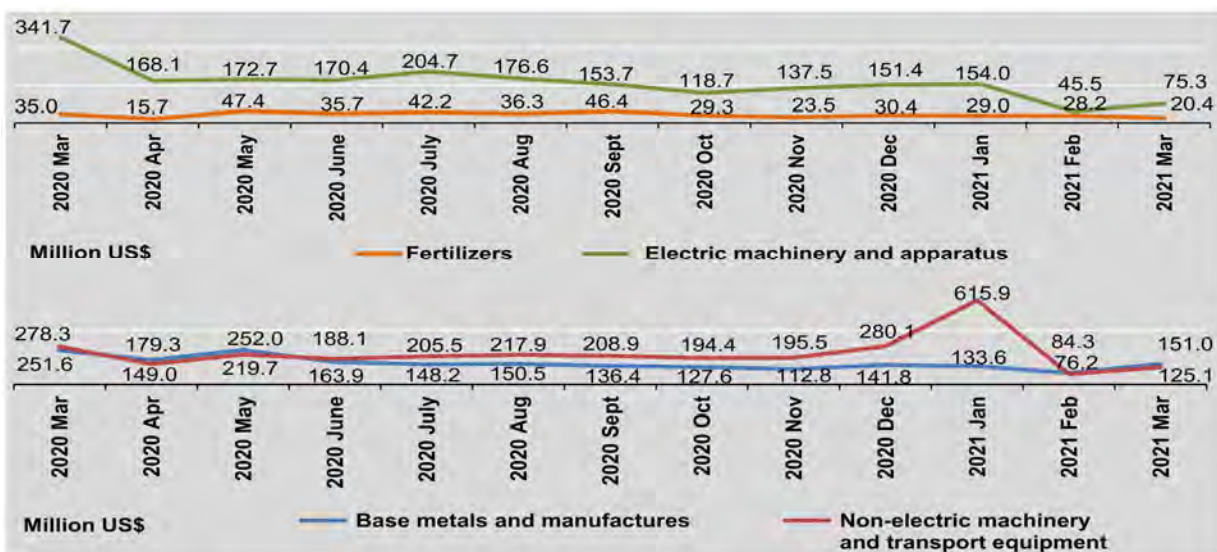 341.7 168.1 172.7 170.4 204.7 176.6 153.7 118.7 137.5 151.4 154.0 45.5 75.3
35.0 15.7 47.4 35.7 42.2 36.3 46.4 29.3 23.5 30.4 29.0 28.2 20.4
2020 Mar 2020 Apr 2020 May 2020 June 2020 July 2020 Aug 2020 Sept 2020 Oct 2020 Nov 2020 Dec 2021 Jan 2021 Feb 2021 Mar
Million US$ Fertilizers Electric machinery and apparatus
278.3 179.3 252.0 188.1 205.5 217.9 208.9 194.4 195.5 280.1 615.9 84.3 151.0
251.6 149.0 219.7 163.9 148.2 150.5 136.4 127.6 112.8 141.8 133.6 76.2 125.1
2020 Mar 2020 Apr 2020 May 2020 June 2020 July 2020 Aug 2020 Sept 2020 Oct 2020 Nov 2020 Dec 2021 Jan 2021 Feb 2021 Mar
Million US$ Base metals and manufactures Non-electric machinery
and transport equipment